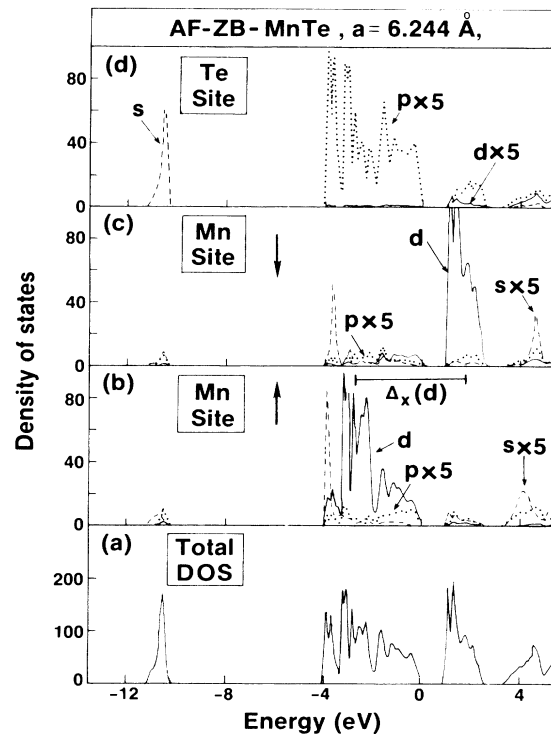 AF-ZB-MnTe, a = 6.244 Å,
(d)
Te
Site
s
p×5
d×5
80
40
0
(c)
Mn
Site
d
s×5
p×5
80
40
0
(b)
Mn
Site
Δx(d)
d
p×5
s×5
80
40
0
(a)
Total
DOS
200
100
0
-12
-8
-4
0
4
Density of states
Energy (eV)